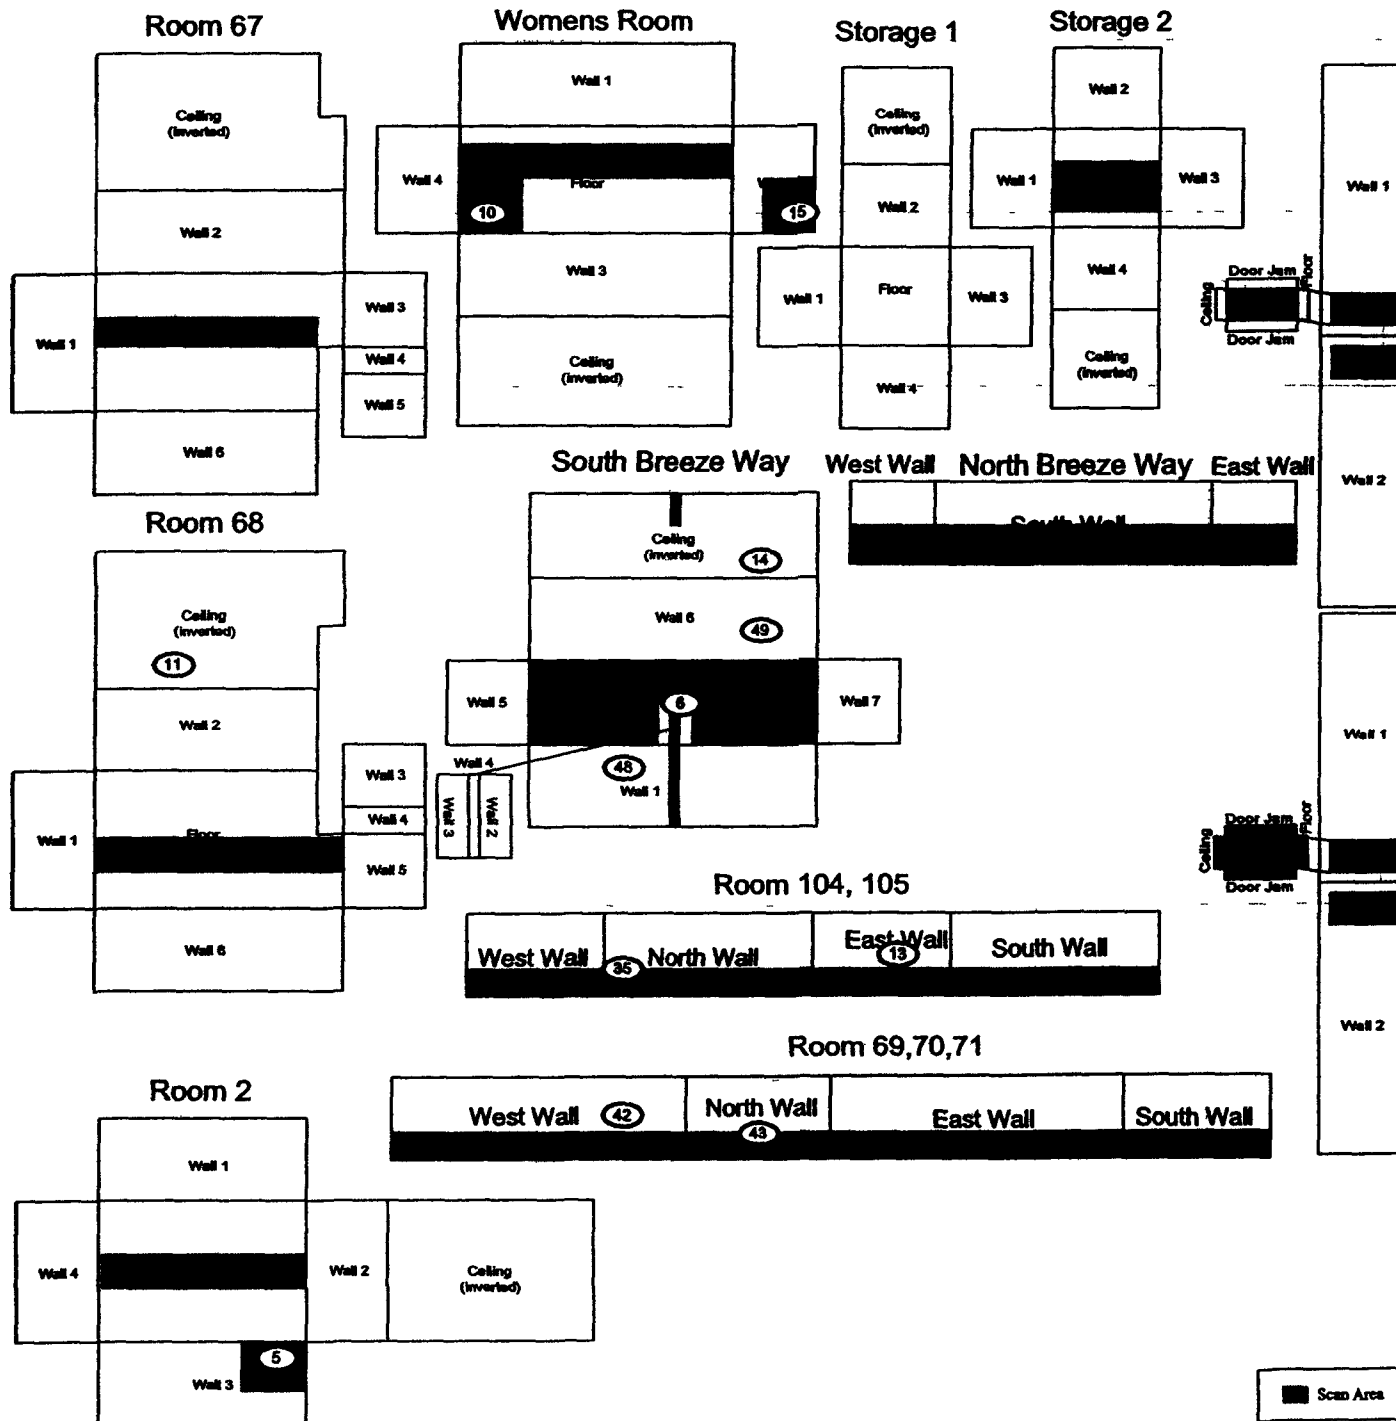 Room 67
Ceiling
(inverted)
Wall 2
Wall 1
Wall 3
Wall 4
Wall 5
Wall 6
Womens Room
Wall 1
Wall 4
Floor
10
15
Wall 3
Ceiling
(inverted)
Storage 1
Ceiling
(inverted)
Wall 2
Wall 1
Floor
Wall 3
Wall 4
Storage 2
Wall 2
Wall 1
Wall 3
Wall 4
Ceiling
(inverted)
Wall 1
Door Jam
Floor
Ceiling
Door Jam
Wall 2
South Breeze Way
Ceiling
(inverted)
14
Wall 6
49
Wall 5
6
Wall 7
Wall 4
48
Wall 1
Wall 3
Wall 2
West Wall
North Breeze Way
East Wall
South Wall
Room 68
Ceiling
(inverted)
11
Wall 2
Wall 3
Wall 1
Floor
Wall 4
Wall 5
Wall 6
Wall 1
Door Jam
Floor
Ceiling
Door Jam
Wall 2
Room 104, 105
West Wall
35
North Wall
East Wall
13
South Wall
Room 69,70,71
West Wall
42
North Wall
43
East Wall
South Wall
Room 2
Wall 1
Wall 4
Wall 2
Ceiling
(inverted)
5
Wall 3
Scan Area